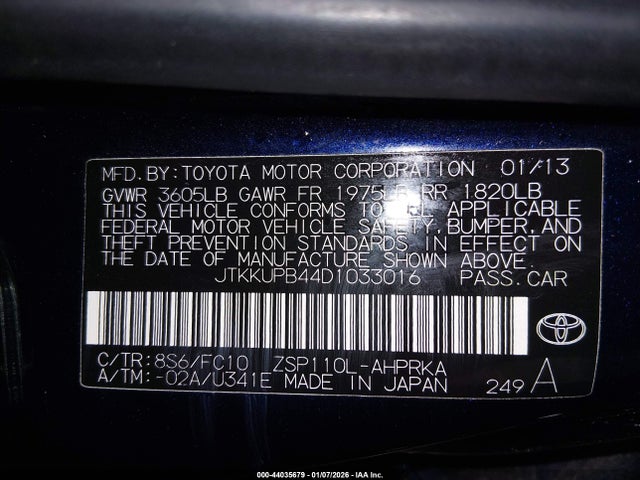 MFD. BY: TOYOTA MOTOR CORPORATION 01/13
GVWR 3605LB GAWR FR 1975LB RR 1820LB
THIS VEHICLE CONFORMS TO ALL APPLICABLE
FEDERAL MOTOR VEHICLE SAFETY, BUMPER, AND
THEFT PREVENTION STANDARDS IN EFFECT ON
THE DATE OF MANUFACTURE SHOWN ABOVE.
JTKKUPB44D1033016 PASS. CAR
C/TR: 8S6/FC10 ZSP110L-AHPRKA
A/TM: -02A/U341E MADE IN JAPAN 249 A
000-44035679 - 01/07/2026 - IAA Inc.